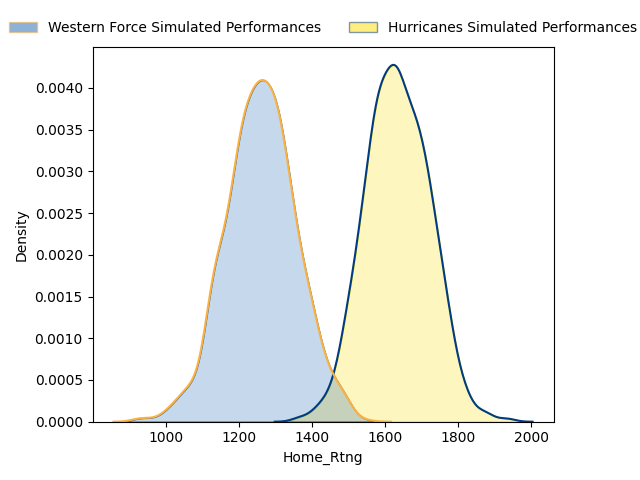 Western Force Simulated Performances Hurricanes Simulated Performances
0.0040
0.0035
0.0030
0.0025
0.0020
0.0015
0.0010
0.0005
0.0000
Density
1000 1200 1400 1600 1800 2000
Home_Rtng